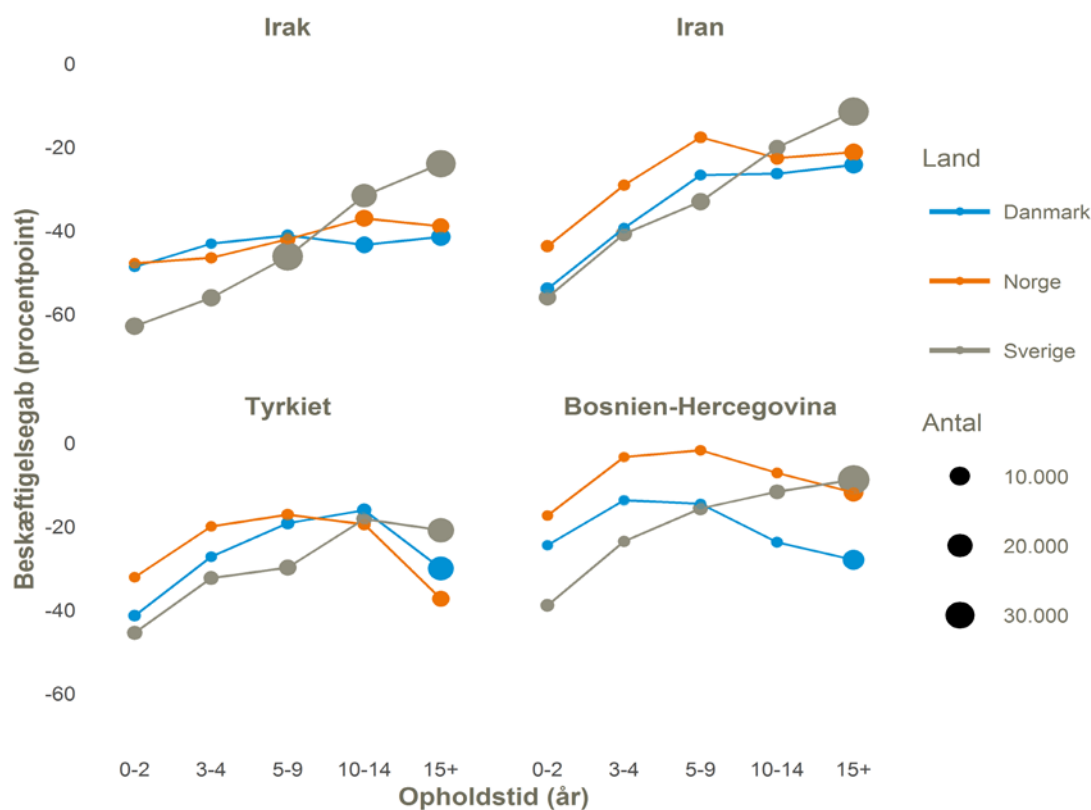 Irak
Iran
0
-20
-40
-60
Tyrkiet
Bosnien-Hercegovina
0
-20
-40
-60
0-2 3-4 5-9 10-14 15+
0-2 3-4 5-9 10-14 15+
Opholdstid (år)
Beskæftigelsegab (procentpoint)
Land
Danmark
Norge
Sverige
Antal
10.000
20.000
30.000